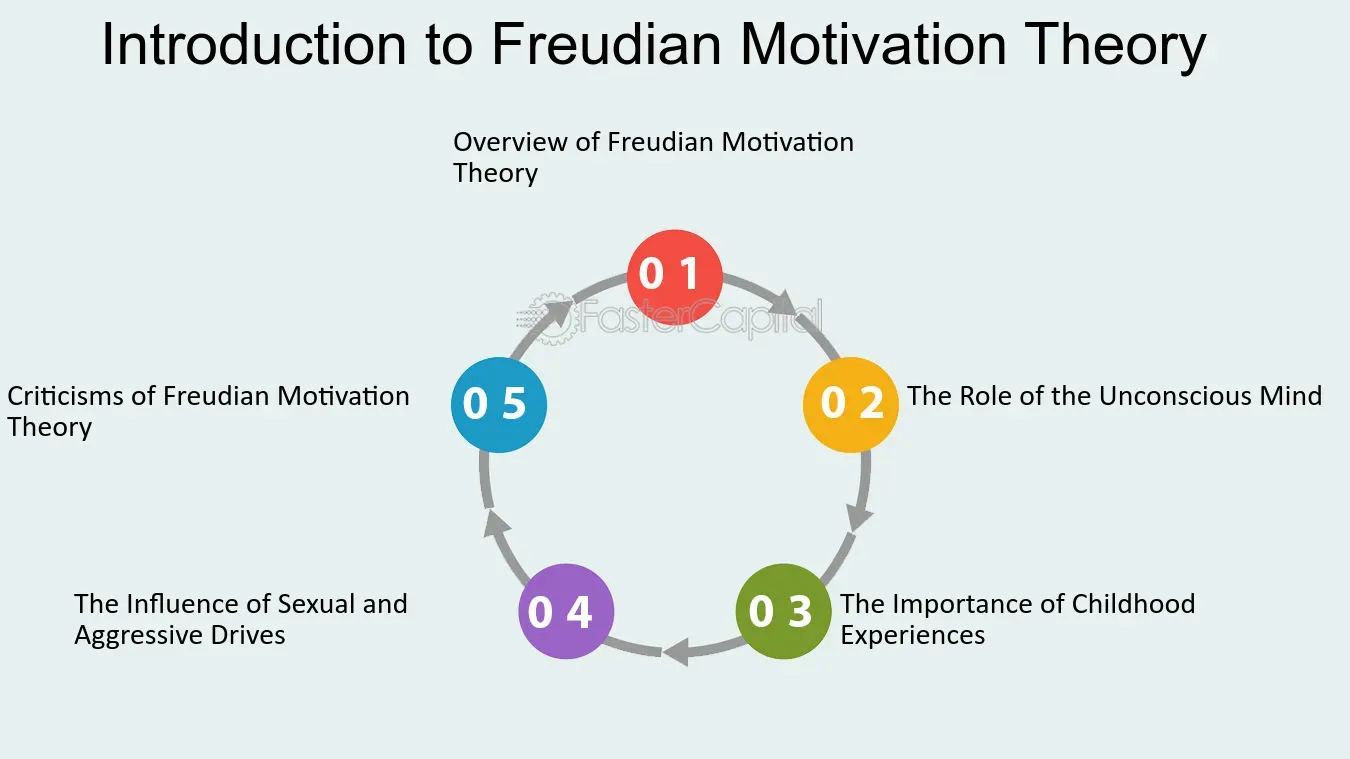 Introduction to Freudian Motivation Theory
Overview of Freudian Motivation
Theory
0 1
FasterCapital
0 2
The Role of the Unconscious Mind
0 3
The Importance of Childhood
Experiences
0 4
The Influence of Sexual and
Aggressive Drives
0 5
Criticisms of Freudian Motivation
Theory